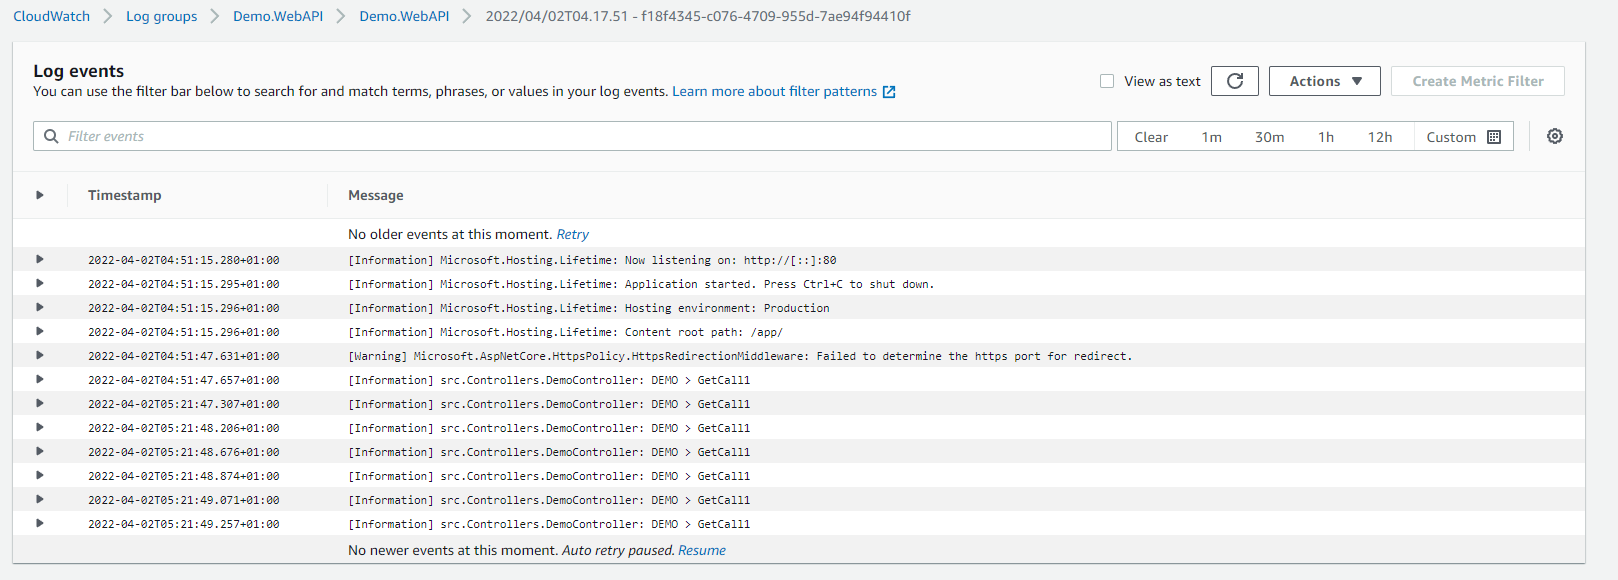 CloudWatch > Log groups > Demo.WebAPI > Demo.WebAPI > 2022/04/02T04.17.51 - f18f4345-c076-4709-955d-7ae94f94410f
Log events
You can use the filter bar below to search for and match terms, phrases, or values in your log events. Learn more about filter patterns
View as text
Actions
Create Metric Filter
Filter events
Clear 1m 30m 1h 12h Custom
Timestamp Message
No older events at this moment. Retry
2022-04-02T04:51:15.280+01:00 [Information] Microsoft.Hosting.Lifetime: Now listening on: http://[::]:80
2022-04-02T04:51:15.295+01:00 [Information] Microsoft.Hosting.Lifetime: Application started. Press Ctrl+C to shut down.
2022-04-02T04:51:15.296+01:00 [Information] Microsoft.Hosting.Lifetime: Hosting environment: Production
2022-04-02T04:51:15.296+01:00 [Information] Microsoft.Hosting.Lifetime: Content root path: /app/
2022-04-02T04:51:47.631+01:00 [Warning] Microsoft.AspNetCore.HttpsPolicy.HttpsRedirectionMiddleware: Failed to determine the https port for redirect.
2022-04-02T04:51:47.657+01:00 [Information] src.Controllers.DemoController: DEMO > GetCall1
2022-04-02T05:21:47.307+01:00 [Information] src.Controllers.DemoController: DEMO > GetCall1
2022-04-02T05:21:48.206+01:00 [Information] src.Controllers.DemoController: DEMO > GetCall1
2022-04-02T05:21:48.676+01:00 [Information] src.Controllers.DemoController: DEMO > GetCall1
2022-04-02T05:21:48.874+01:00 [Information] src.Controllers.DemoController: DEMO > GetCall1
2022-04-02T05:21:49.071+01:00 [Information] src.Controllers.DemoController: DEMO > GetCall1
2022-04-02T05:21:49.257+01:00 [Information] src.Controllers.DemoController: DEMO > GetCall1
No newer events at this moment. Auto retry paused. Resume